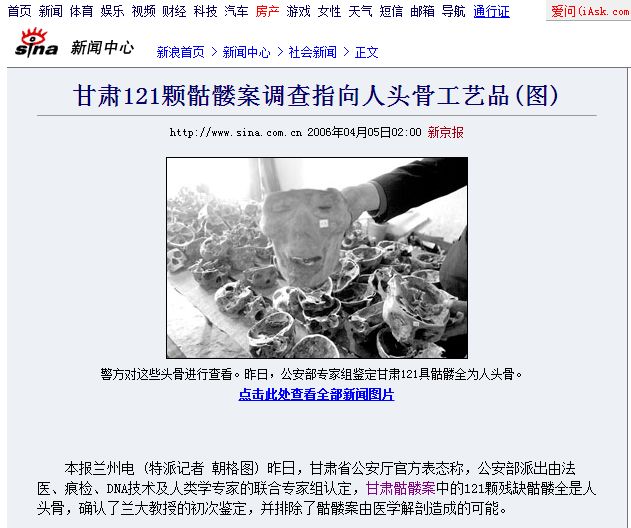 首页 新闻 体育 娱乐 视频 财经 科技 汽车 房产 游戏 女性 天气 短信 邮箱 导航 通行证
爱问(iAsk.com
sina 新闻中心 新浪首页 > 新闻中心 > 社会新闻 > 正文
甘肃121颗骷髅案调查指向人头骨工艺品(图)
http://www.sina.com.cn 2006年04月05日02:00 新京报
警方对这些头骨进行查看。昨日，公安部专家组鉴定甘肃121具骷髅全为人头骨。
点击此处查看全部新闻图片
本报兰州电 (特派记者 朝格图) 昨日，甘肃省公安厅官方表态称，公安部派出由法
医、痕检、DNA技术及人类学专家的联合专家组认定，甘肃骷髅案中的121颗残缺骷髅全是人
头骨，确认了兰大教授的初次鉴定，并排除了骷髅案由医学解剖造成的可能。